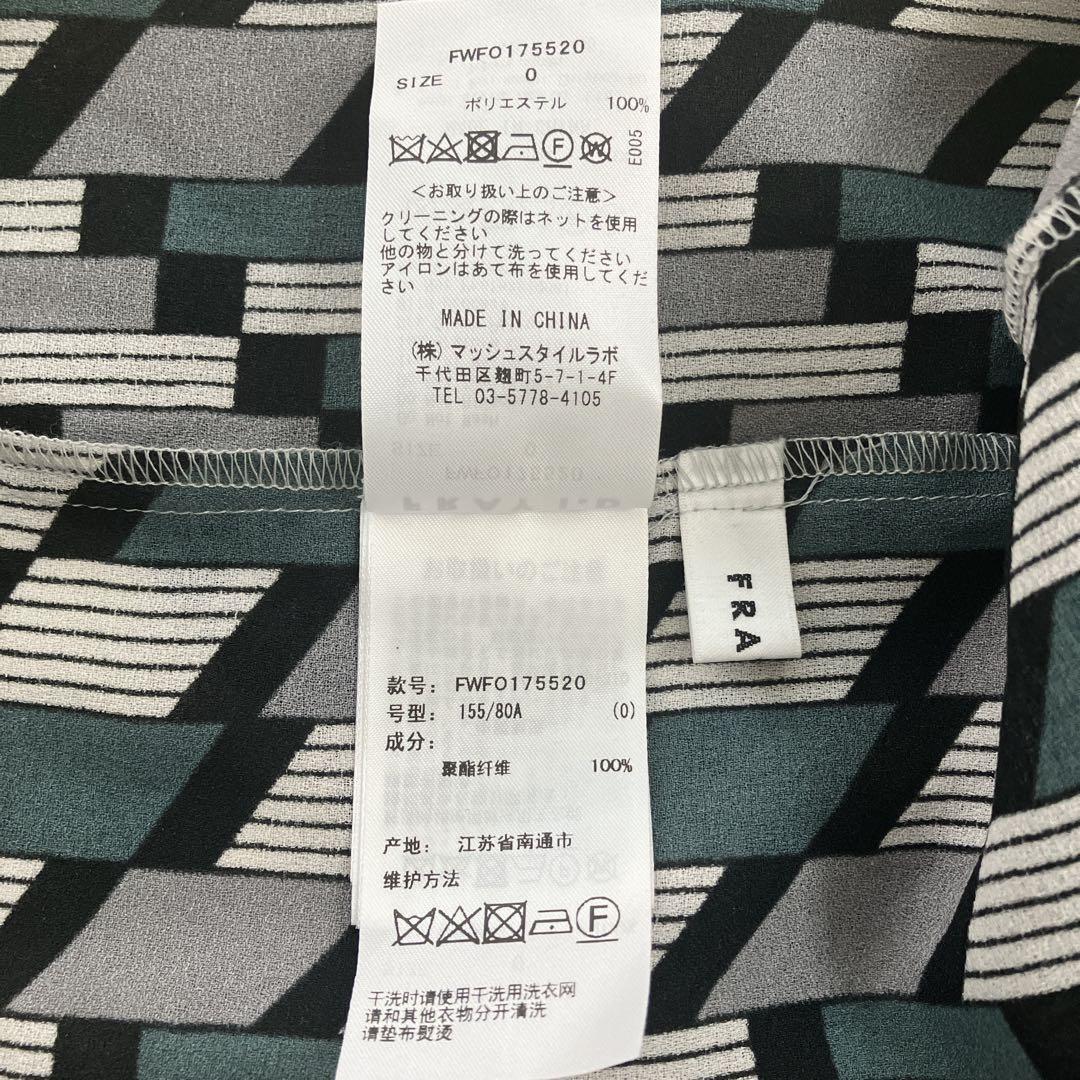 FWFO175520
SIZE 0
ポリエステル 100%
F W
E005
<お取り扱い上のご注意>
クリーニングの際はネットを使用
してください
他の物と分けて洗ってください
アイロンはあて布を使用してくだ
さい
MADE IN CHINA
(株)マッシュスタイルラボ
千代田区麹町5-7-1-4F
TEL 03-5778-4105
FRA
款号: FWFO175520
号型: 155/80A (0)
成分:
聚酯纤维 100%
产地: 江苏省南通市
维护方法
F
干洗时请使用干洗用洗衣网
请和其他衣物分开清洗
请垫布熨烫